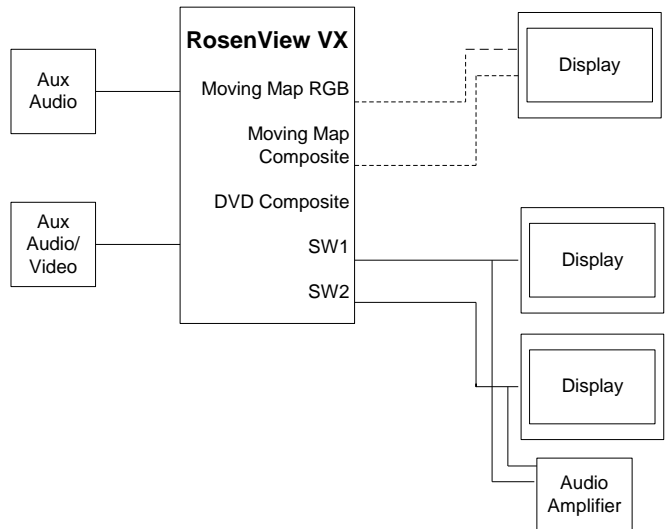 RosenView VX
Aux
Audio
Moving Map RGB
Display
Moving Map
Composite
DVD Composite
Aux
Audio/
Video
SW1
Display
SW2
Display
Audio
Amplifier